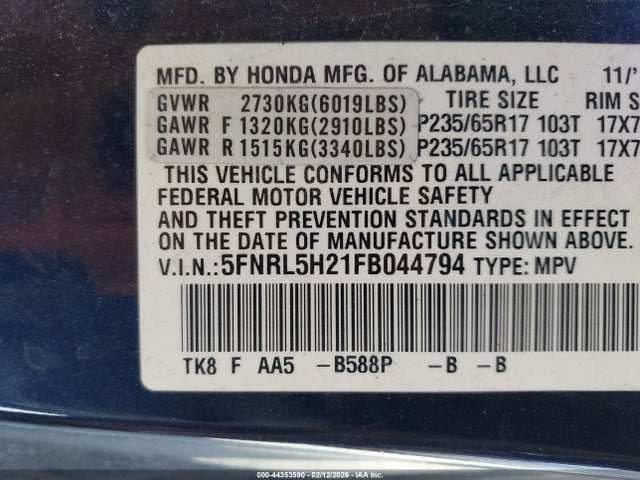 MFD. BY HONDA MFG. OF ALABAMA, LLC 11/'
GVWR 2730KG(6019LBS) TIRE SIZE RIM S
GAWR F 1320KG(2910LBS) P235/65R17 103T 17X7
GAWR R 1515KG(3340LBS) P235/65R17 103T 17X7
THIS VEHICLE CONFORMS TO ALL APPLICABLE
FEDERAL MOTOR VEHICLE SAFETY
AND THEFT PREVENTION STANDARDS IN EFFECT
ON THE DATE OF MANUFACTURE SHOWN ABOVE.
V.I.N.:5FNRL5H21FB044794 TYPE: MPV
TK8 F AA5 -B588P -B -B
000-44353590 - 02/12/2026 - IAA Inc.